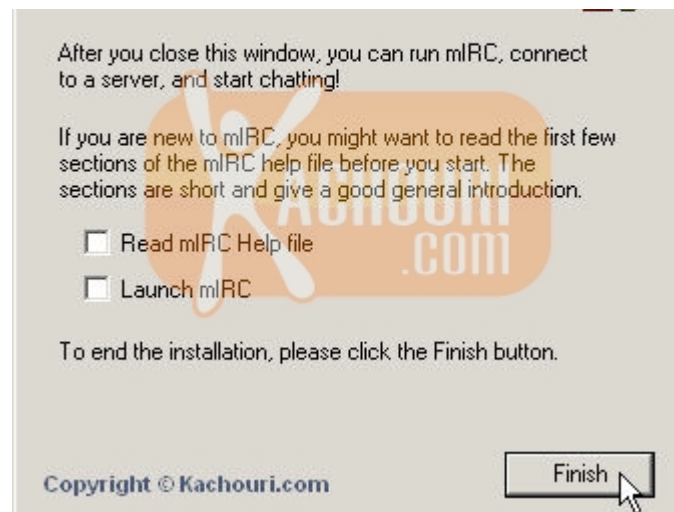 After you close this window, you can run mIRC, connect
to a server, and start chatting!
If you are new to mIRC, you might want to read the first few
sections of the mIRC help file before you start. The
sections are short and give a good general introduction.
KACHOURI
.COM
Read mIRC Help file
Launch mIRC
To end the installation, please click the Finish button.
Finish
Copyright © Kachouri.com